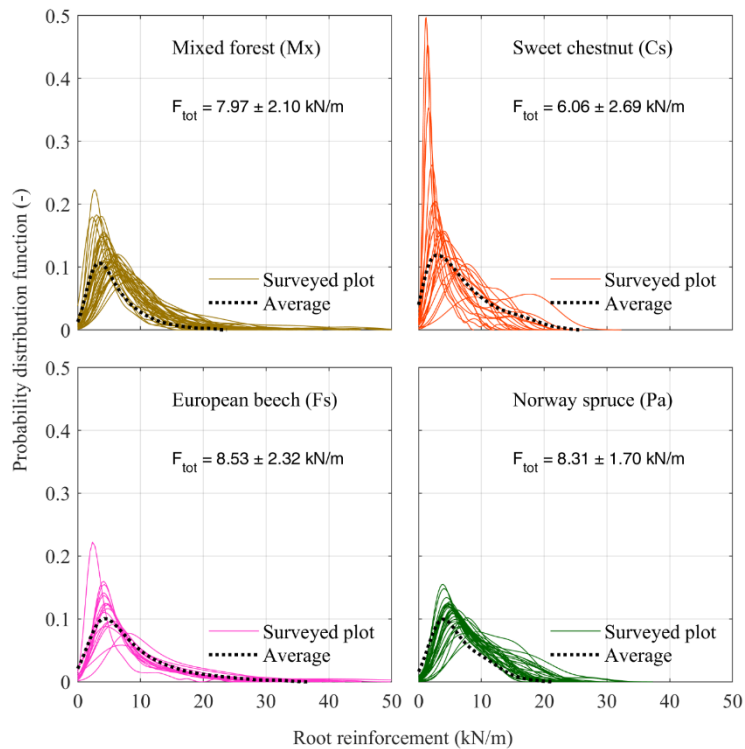 Probability distribution function (-)
0.5
0.4
0.3
0.2
0.1
0
Mixed forest (Mx)
F_tot = 7.97 ± 2.10 kN/m
Surveyed plot
Average
Sweet chestnut (Cs)
F_tot = 6.06 ± 2.69 kN/m
Surveyed plot
Average
0.5
0.4
0.3
0.2
0.1
0
European beech (Fs)
F_tot = 8.53 ± 2.32 kN/m
Surveyed plot
Average
0 10 20 30 40 50
Norway spruce (Pa)
F_tot = 8.31 ± 1.70 kN/m
Surveyed plot
Average
0 10 20 30 40 50
Root reinforcement (kN/m)